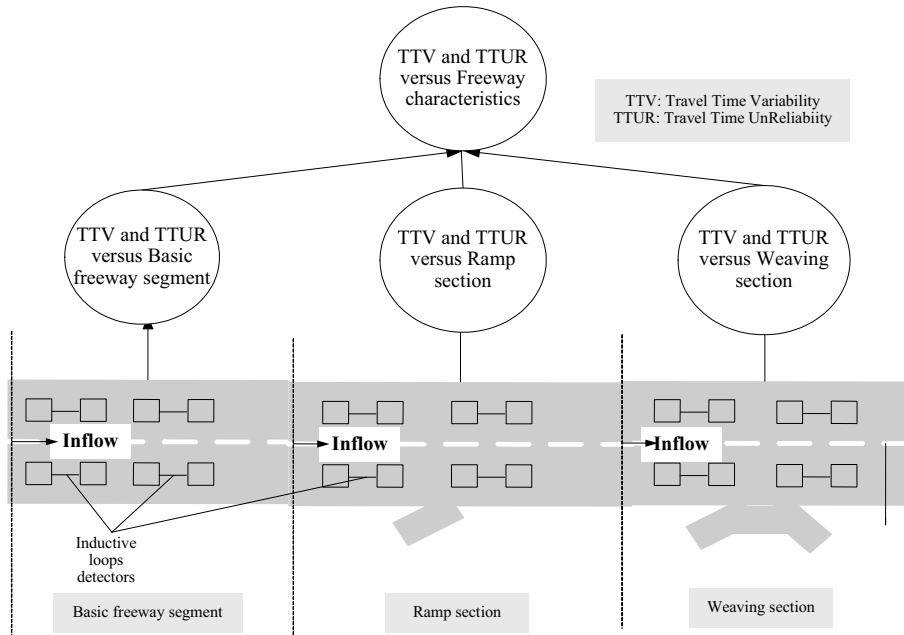 TTV and TTUR
versus Freeway
characteristics
TTV: Travel Time Variability
TTUR: Travel Time UnReliabiity
TTV and TTUR
versus Basic
freeway segment
TTV and TTUR
versus Ramp
section
TTV and TTUR
versus Weaving
section
Inflow
Inflow
Inflow
Inductive
loops
detectors
Basic freeway segment
Ramp section
Weaving section